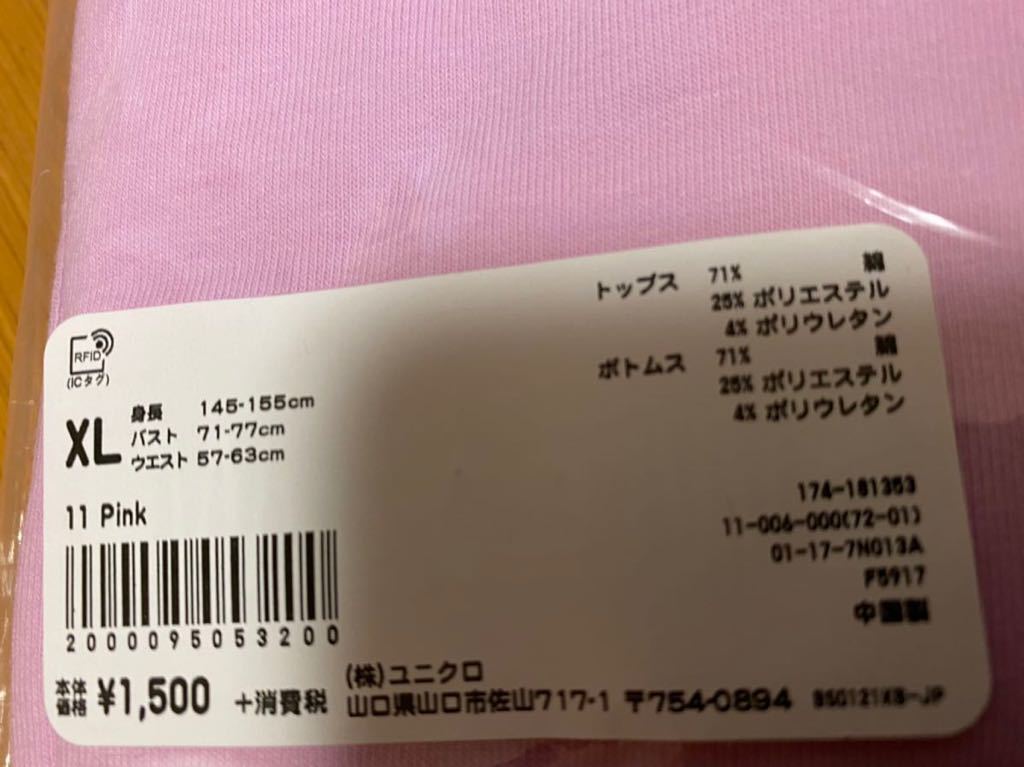 トップス 71% 綿
25% ポリエステル
4% ポリウレタン
ボトムス 71% 綿
25% ポリエステル
4% ポリウレタン
RFID
(ICタグ)
XL
身長 145-155cm
バスト 71-77cm
ウエスト 57-63cm
11 Pink
2000095053200
174-181353
11-006-000(72-01)
01-17-7N013A
F5917
中国製
本体価格 ¥1,500 +消費税
(株)ユニクロ
山口県山口市佐山717-1 〒754-0894